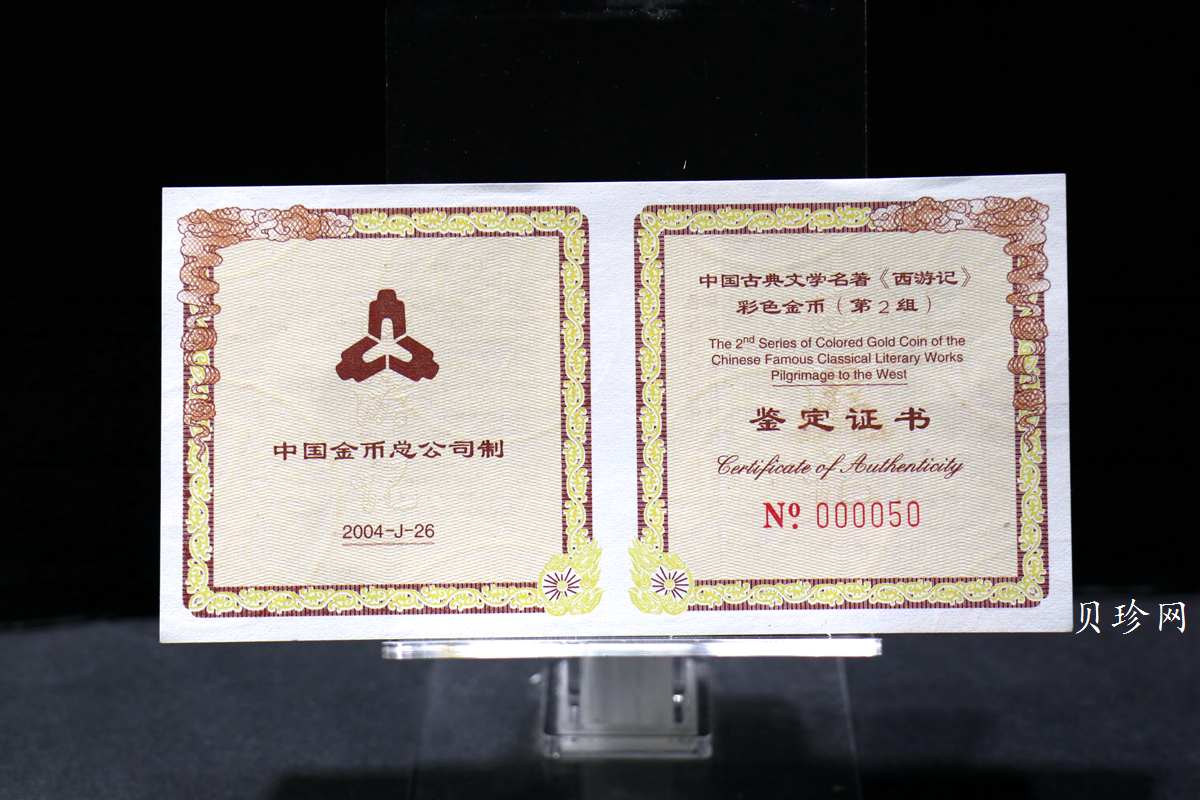 中国金币总公司制
2004-J-26
中国古典文学名著《西游记》
彩色金币（第2组）
The 2nd Series of Colored Gold Coin of the
Chinese Famous Classical Literary Works
Pilgrimage to the West
鉴定证书
Certificate of Authenticity
Nº 000050
贝珍网